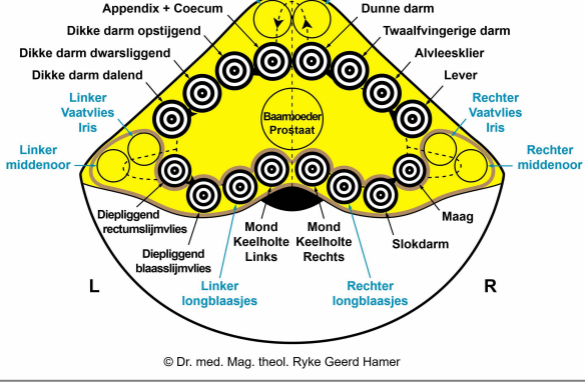 Appendix + Coecum
Dunne darm
Dikke darm opstijgend
Twaalfvingerige darm
Dikke darm dwarsliggend
Alvleesklier
Dikke darm dalend
Lever
Linker
Vaatvlies
Iris
Rechter
Vaatvlies
Iris
Baarmoeder
Prostaat
Linker
middenoor
Rechter
middenoor
Diepliggend
rectumslijmvlies
Maag
Mond
Keelholte
Links
Mond
Keelholte
Rechts
Slokdarm
Diepliggend
blaasslijmvlies
L
R
Linker
longblaasjes
Rechter
longblaasjes
© Dr. med. Mag. theol. Ryke Geerd Hamer